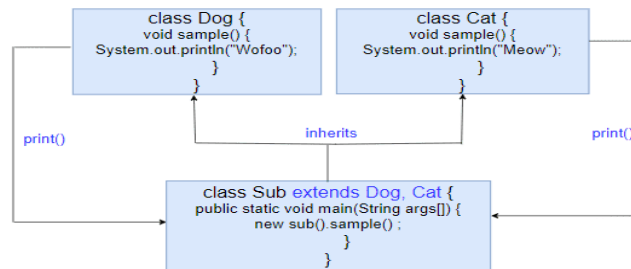 class Dog {
void sample() {
System.out.println("Wofoo");
}
}
class Cat {
void sample() {
System.out.println("Meow");
}
}
print()
inherits
print()
class Sub extends Dog, Cat {
public static void main(String args[]) {
new sub().sample() ;
}
}